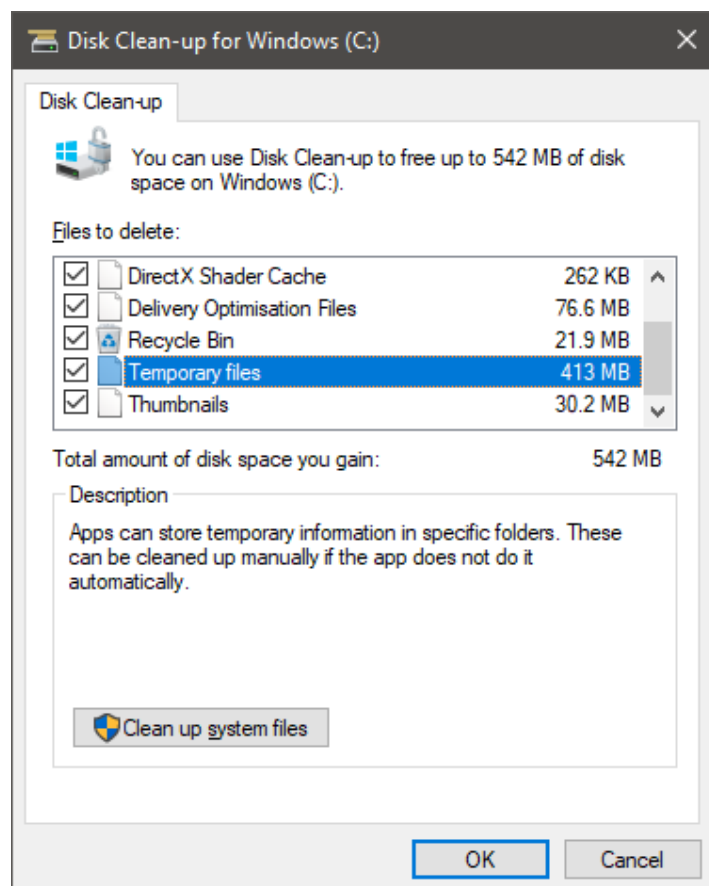 Disk Clean-up for Windows (C:)
Disk Clean-up
You can use Disk Clean-up to free up to 542 MB of disk
space on Windows (C:).
Files to delete:
DirectX Shader Cache 262 KB
Delivery Optimisation Files 76.6 MB
Recycle Bin 21.9 MB
Temporary files 413 MB
Thumbnails 30.2 MB
Total amount of disk space you gain: 542 MB
Description
Apps can store temporary information in specific folders. These
can be cleaned up manually if the app does not do it
automatically.
Clean up system files
OK Cancel